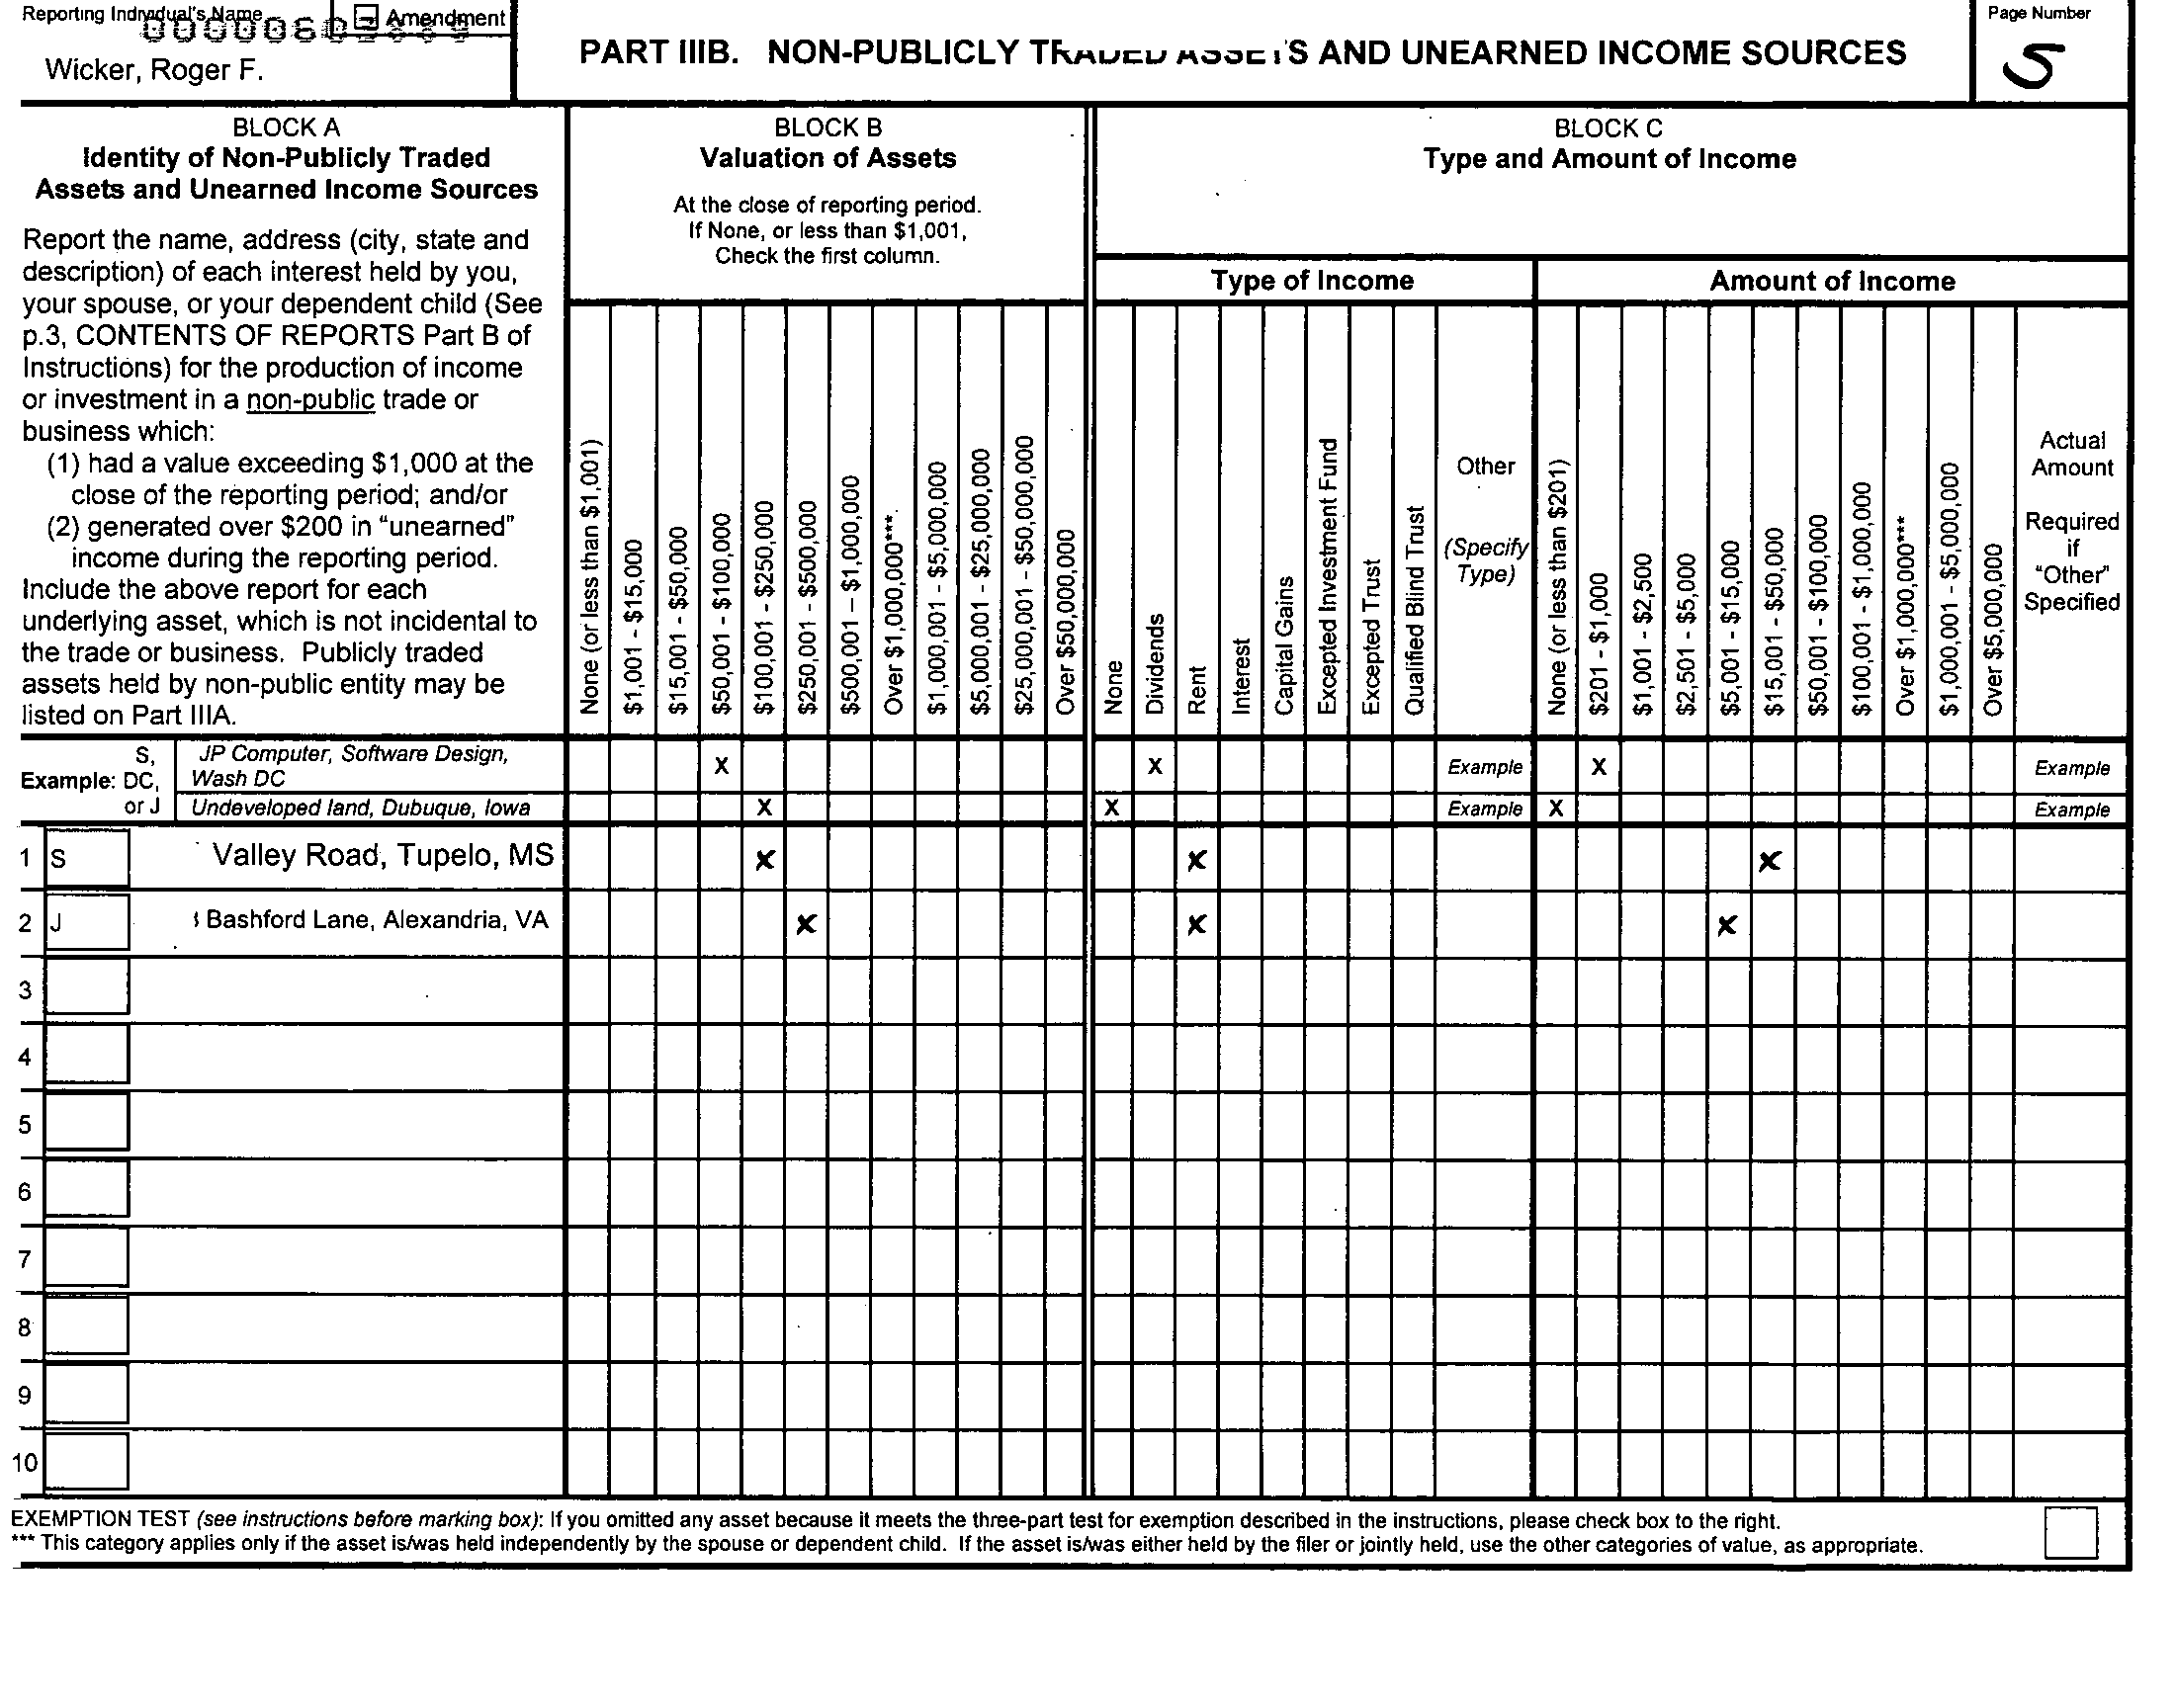 Reporting Individual's Name
Amendment
Wicker, Roger F.
PART IIIB. NON-PUBLICLY TRADED ASSETS AND UNEARNED INCOME SOURCES
Page Number
5
BLOCK A
Identity of Non-Publicly Traded
Assets and Unearned Income Sources
Report the name, address (city, state and
description) of each interest held by you,
your spouse, or your dependent child (See
p.3, CONTENTS OF REPORTS Part B of
Instructions) for the production of income
or investment in a non-public trade or
business which:
(1) had a value exceeding $1,000 at the
close of the reporting period; and/or
(2) generated over $200 in "unearned"
income during the reporting period.
Include the above report for each
underlying asset, which is not incidental to
the trade or business. Publicly traded
assets held by non-public entity may be
listed on Part IIIA.
BLOCK B
Valuation of Assets
At the close of reporting period.
If None, or less than $1,001,
Check the first column.
None (or less than $1,001)
$1,001 - $15,000
$15,001 - $50,000
$50,001 - $100,000
$100,001 - $250,000
$250,001 - $500,000
$500,001 – $1,000,000
Over $1,000,000***
$1,000,001 - $5,000,000
$5,000,001 - $25,000,000
$25,000,001 - $50,000,000
Over $50,000,000
BLOCK C
Type and Amount of Income
Type of Income
None
Dividends
Rent
Interest
Capital Gains
Excepted Investment Fund
Excepted Trust
Qualified Blind Trust
Other
(Specify
Type)
Amount of Income
None (or less than $201)
$201 - $1,000
$1,001 - $2,500
$2,501 - $5,000
$5,001 - $15,000
$15,001 - $50,000
$50,001 - $100,000
$100,001 - $1,000,000
Over $1,000,000***
$1,000,001 - $5,000,000
Over $5,000,000
Actual
Amount
Required
if
"Other"
Specified
Example:
S,
DC,
or J
JP Computer, Software Design,
Wash DC
X X Example X Example
Undeveloped land, Dubuque, Iowa X X Example X Example
1 S Valley Road, Tupelo, MS X X X
2 J Bashford Lane, Alexandria, VA X X X
3
4
5
6
7
8
9
10
EXEMPTION TEST (see instructions before marking box): If you omitted any asset because it meets the three-part test for exemption described in the instructions, please check box to the right.
*** This category applies only if the asset is/was held independently by the spouse or dependent child. If the asset is/was either held by the filer or jointly held, use the other categories of value, as appropriate.